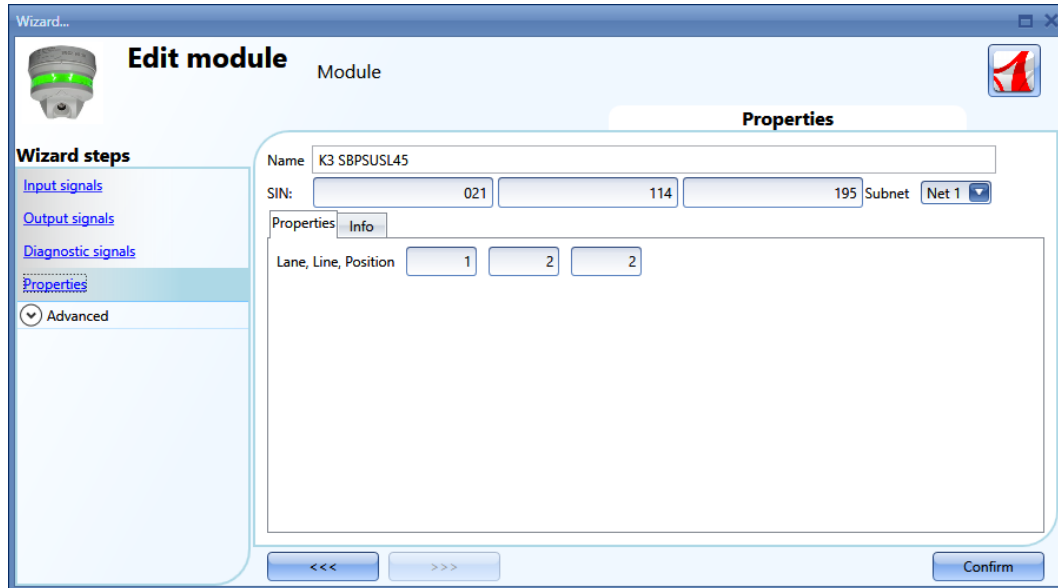 Wizard...
Edit module
Module
Properties
Wizard steps
Input signals
Output signals
Diagnostic signals
Properties
Advanced
Name K3 SBPSUSL45
SIN: 021 114 195 Subnet Net 1
Properties Info
Lane, Line, Position 1 2 2
<<< >>> Confirm